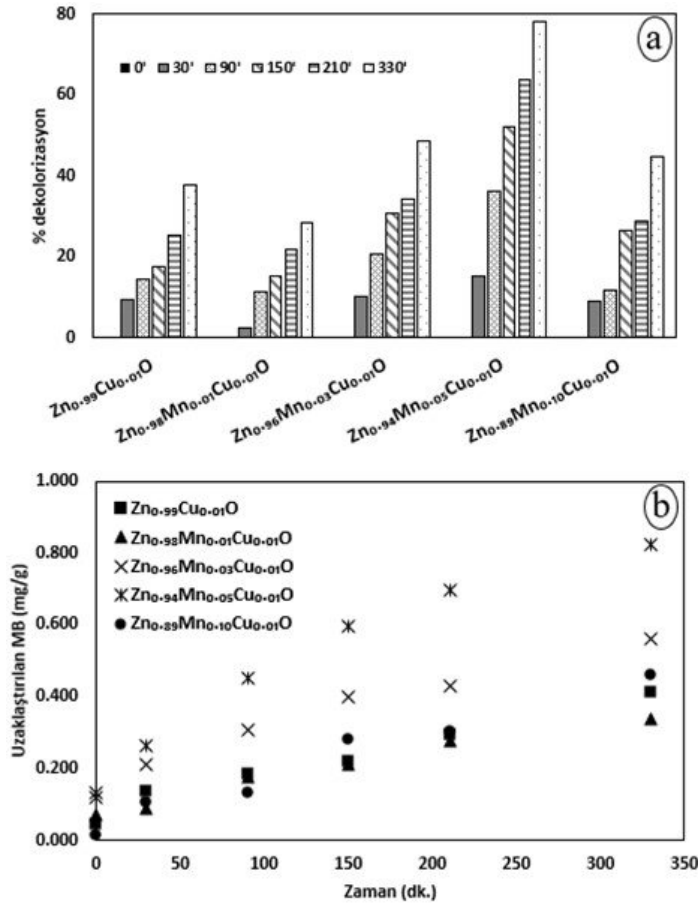 80
60
40
20
0
% dekolorizasyon
a
0' 30' 90' 150' 210' 330'
Zn₀.₉₉Cu₀.₀₁O
Zn₀.₉₈Mn₀.₀₁Cu₀.₀₁O
Zn₀.₉₆Mn₀.₀₃Cu₀.₀₁O
Zn₀.₉₄Mn₀.₀₅Cu₀.₀₁O
Zn₀.₈₉Mn₀.₁₀Cu₀.₀₁O
1.000
0.800
0.600
0.400
0.200
0.000
Uzaklaştırılan MB (mg/g)
b
Zn₀.₉₉Cu₀.₀₁O
Zn₀.₉₈Mn₀.₀₁Cu₀.₀₁O
Zn₀.₉₆Mn₀.₀₃Cu₀.₀₁O
Zn₀.₉₄Mn₀.₀₅Cu₀.₀₁O
Zn₀.₈₉Mn₀.₁₀Cu₀.₀₁O
0 50 100 150 200 250 300 350
Zaman (dk.)